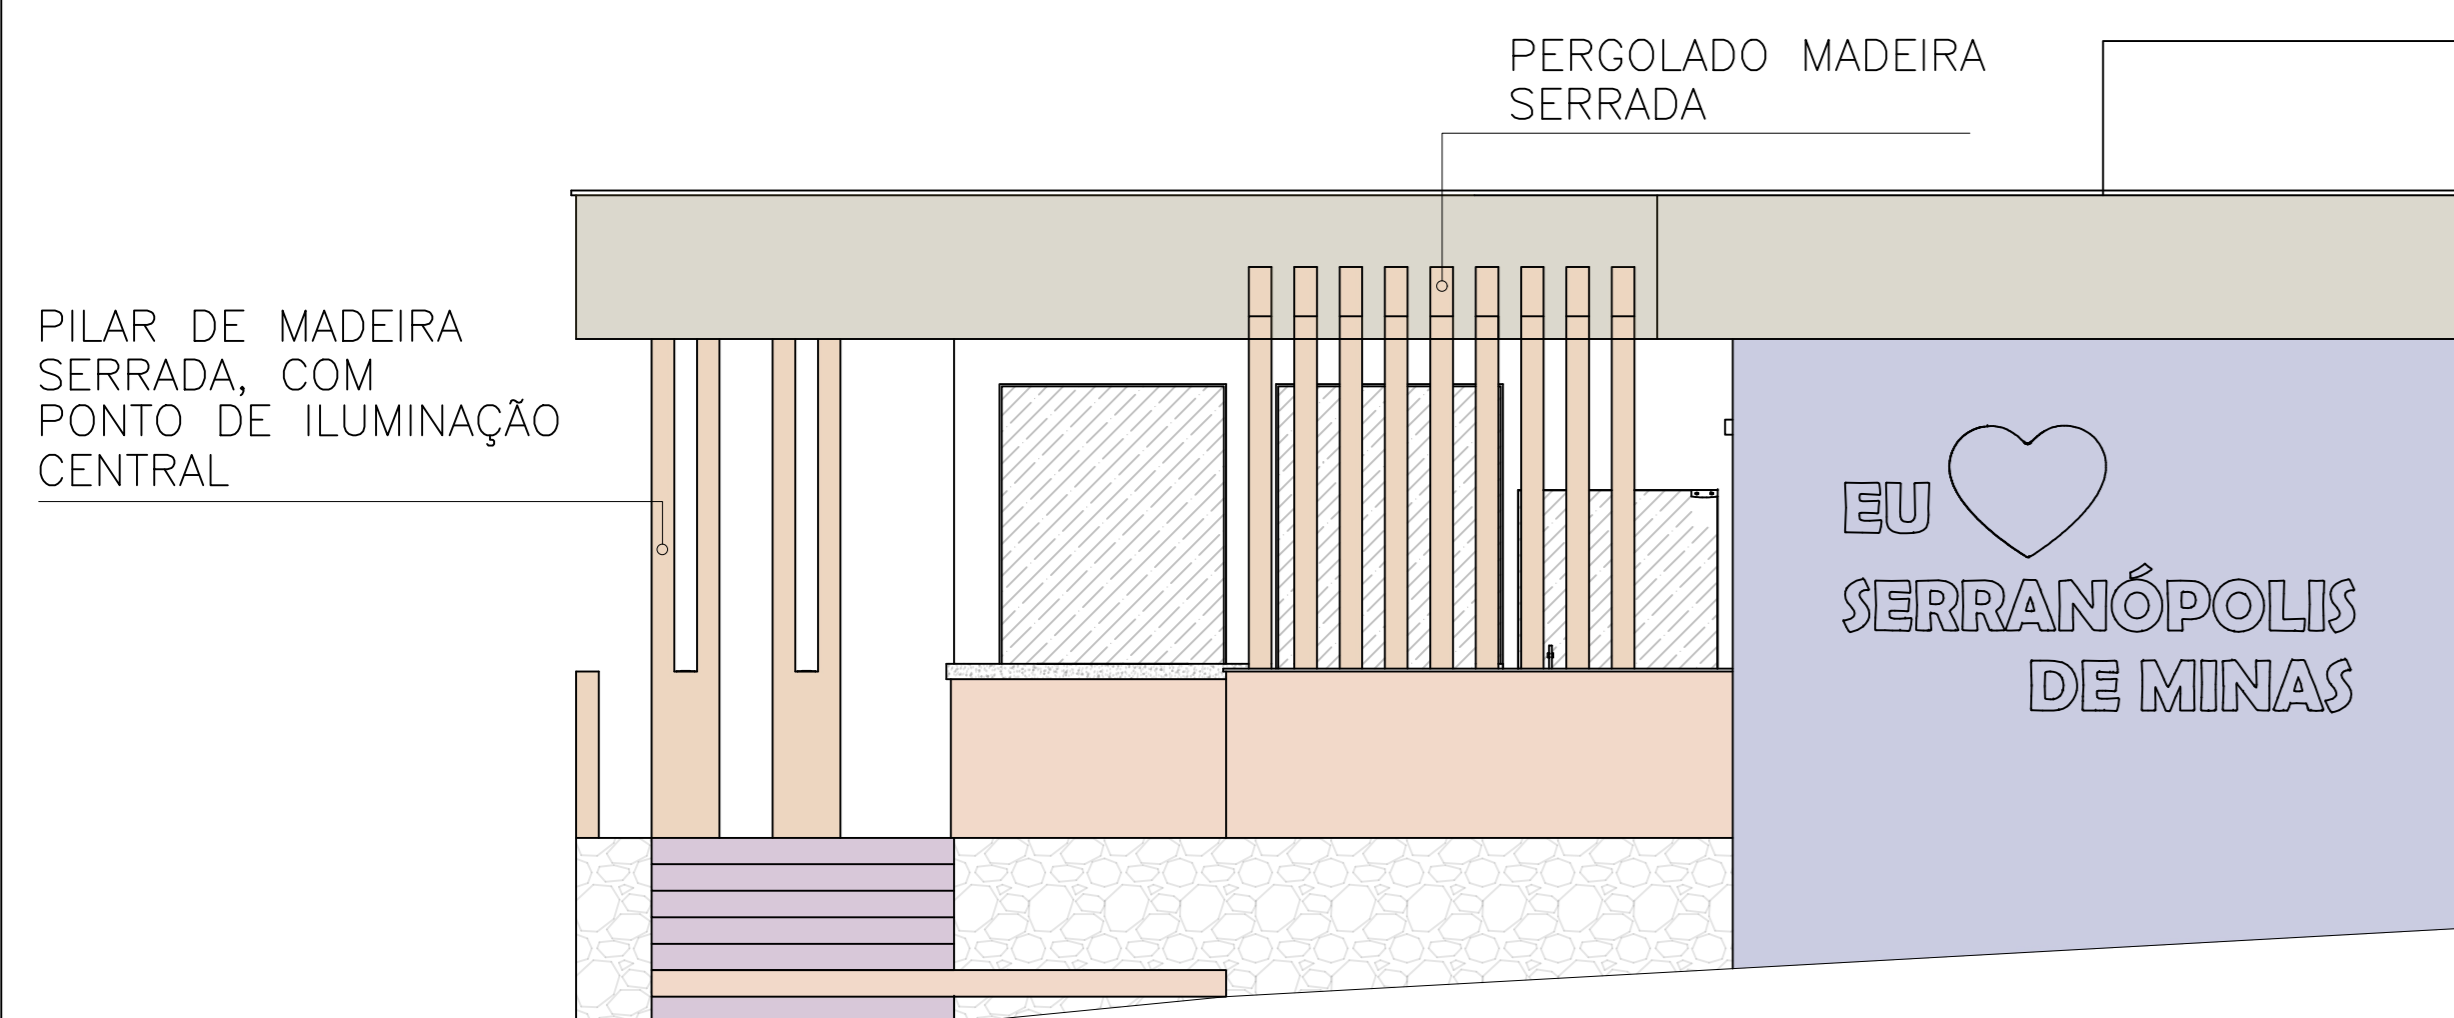 PERGOLADO MADEIRA
SERRADA
PILAR DE MADEIRA
SERRADA, COM
PONTO DE ILUMINAÇÃO
CENTRAL
EU
SERRANÓPOLIS
DE MINAS